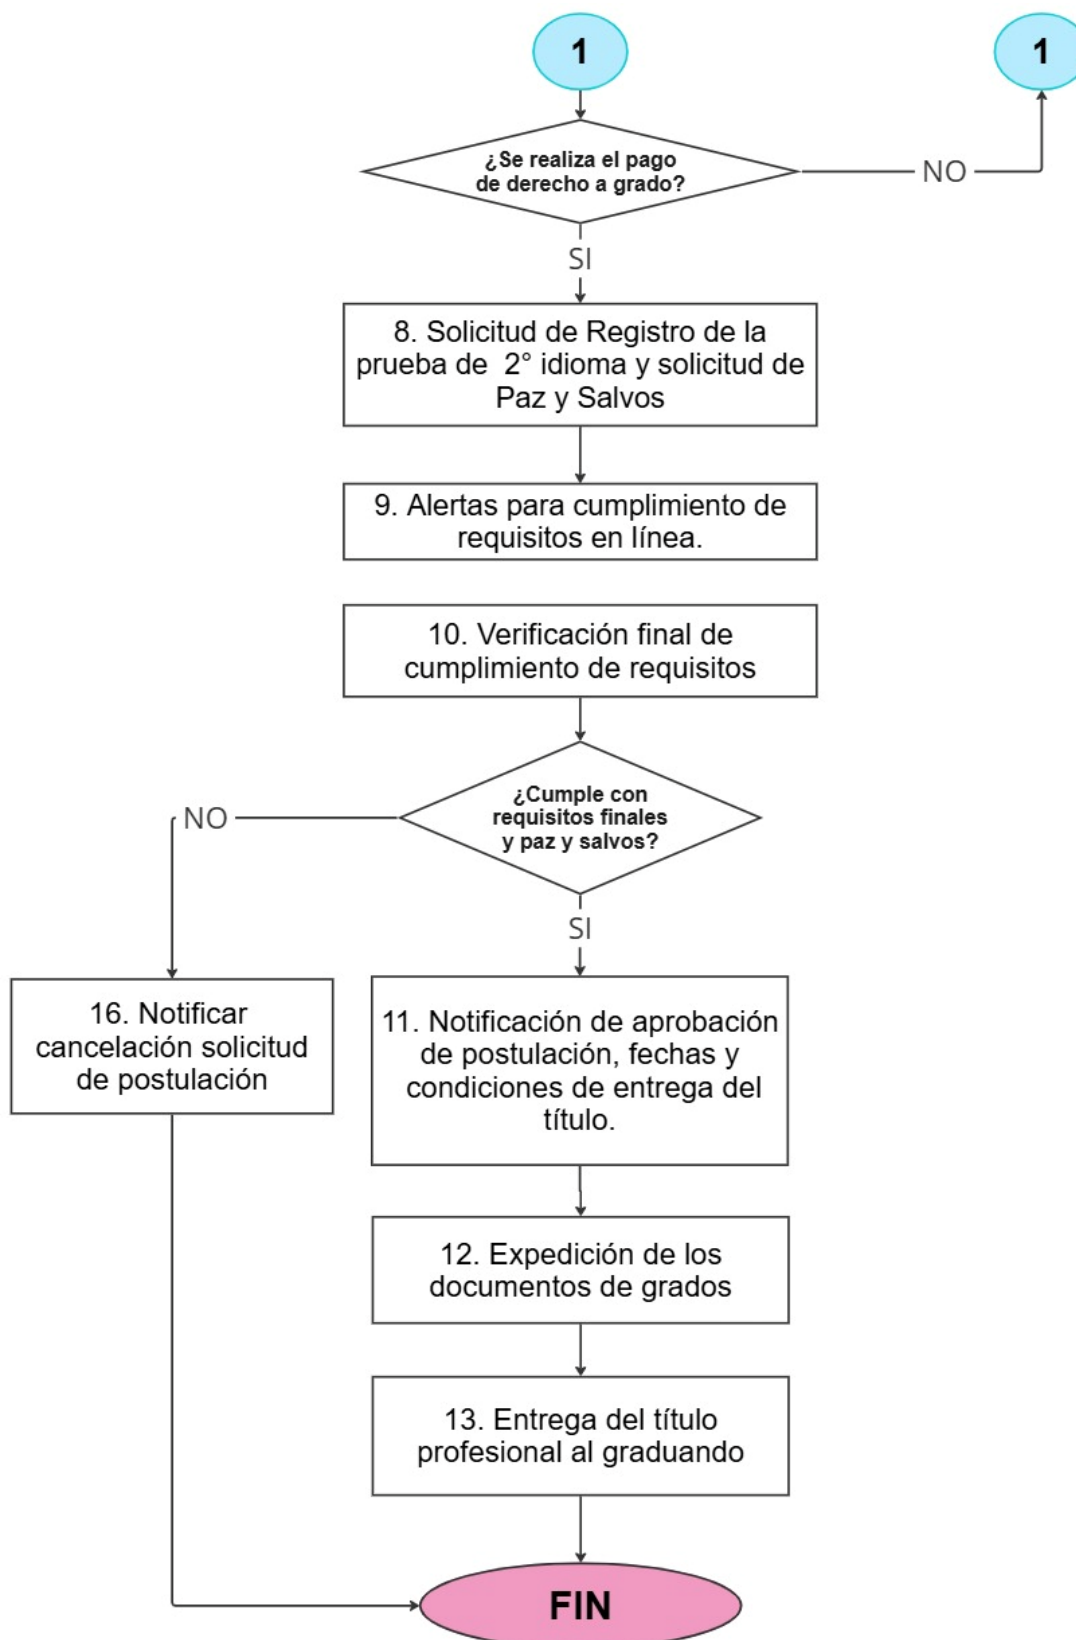 1
1
¿Se realiza el pago
de derecho a grado?
NO
SI
8. Solicitud de Registro de la
prueba de  2° idioma y solicitud de
Paz y Salvos
9. Alertas para cumplimiento de
requisitos en línea.
10. Verificación final de
cumplimiento de requisitos
¿Cumple con
requisitos finales
y paz y salvos?
NO
SI
16. Notificar
cancelación solicitud
de postulación
11. Notificación de aprobación
de postulación, fechas y
condiciones de entrega del
título.
12. Expedición de los
documentos de grados
13. Entrega del título
profesional al graduando
FIN